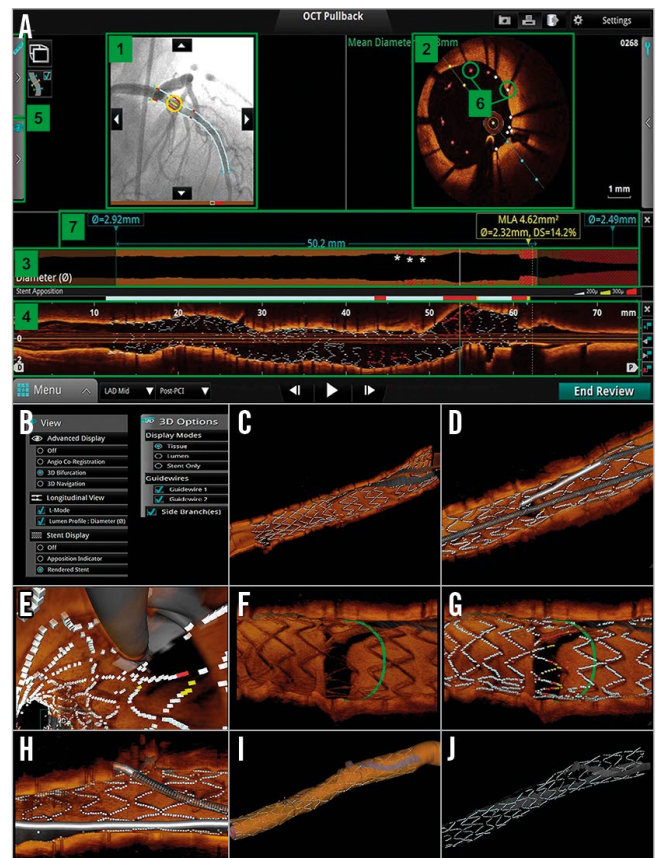 A
OCT Pullback
Settings
1
Mean Diameter
3mm
2
0268
5
6
1 mm
7
Ø=2.92mm
MLA 4.62mm²
Ø=2.32mm, DS=14.2%
Ø=2.49mm
50.2 mm
3
* * *
Diameter (Ø)
Stent Apposition
200µ
300µ
4
10
20
30
40
50
60
70
mm
0
2
D
P
Menu
LAD Mid
Post-PCI
End Review
B
View
Advanced Display
Off
Angio Co-Registration
3D Bifurcation
3D Navigation
Longitudinal View
L-Mode
Lumen Profile : Diameter (Ø)
Stent Display
Off
Apposition Indicator
Rendered Stent
3D
3D Options
Display Modes
Tissue
Lumen
Stent Only
Guidewires
Guidewire 1
Guidewire 2
Side Branch(es)
C
D
E
F
G
H
I
J